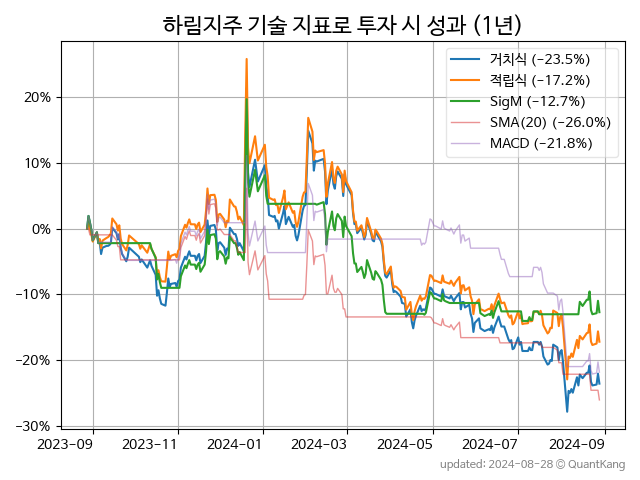 하림지주 기술 지표로 투자 시 성과 (1년)
거치식 (−23.5%)
적립식 (−17.2%)
SigM (−12.7%)
SMA(20) (−26.0%)
MACD (−21.8%)
20%
10%
0%
−10%
−20%
−30%
2023-09
2023-11
2024-01
2024-03
2024-05
2024-07
2024-09
updated: 2024-08-28 © QuantKang